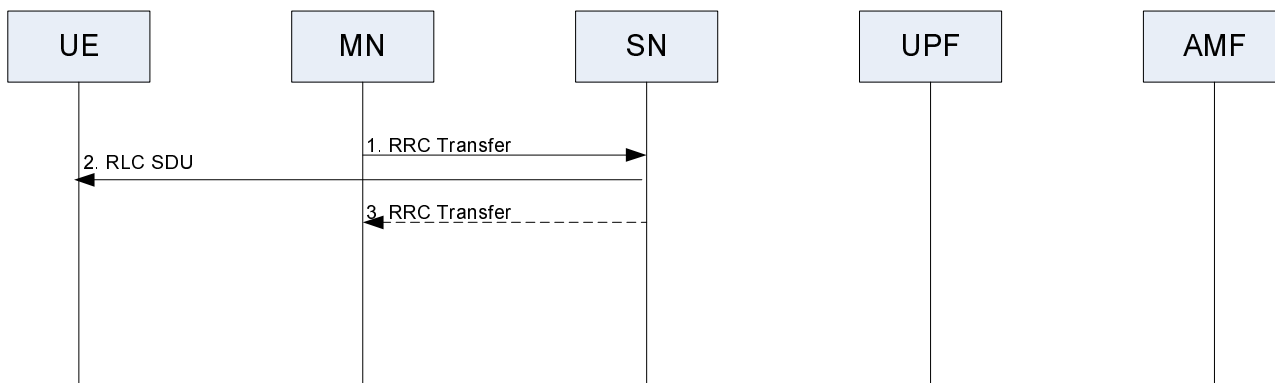 UE
MN
SN
UPF
AMF
1. RRC Transfer
2. RLC SDU
3. RRC Transfer